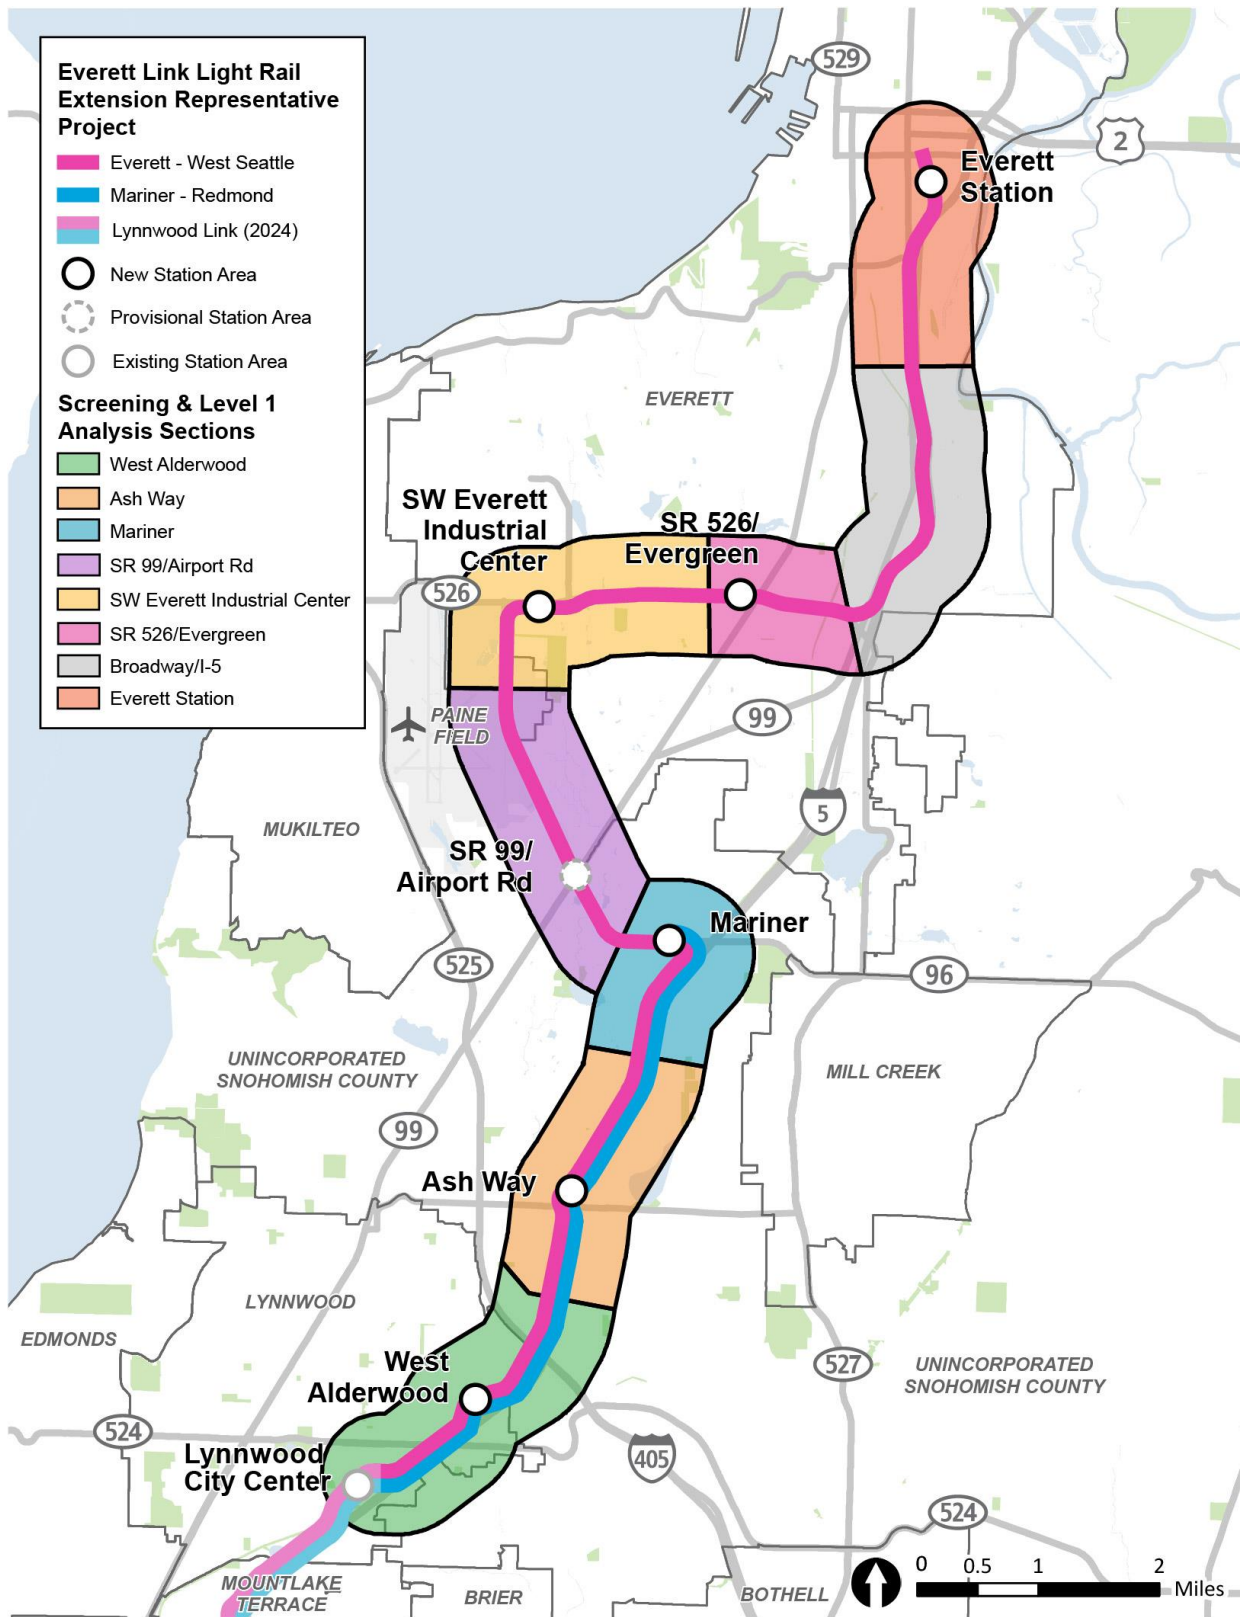 Everett Link Light Rail
Extension Representative
Project
Everett - West Seattle
Mariner - Redmond
Lynnwood Link (2024)
New Station Area
Provisional Station Area
Existing Station Area
Screening & Level 1
Analysis Sections
West Alderwood
Ash Way
Mariner
SR 99/Airport Rd
SW Everett Industrial Center
SR 526/Evergreen
Broadway/I-5
Everett Station
529
2
Everett
Station
EVERETT
SW Everett
Industrial
Center
SR 526/
Evergreen
526
PAINE
FIELD
99
5
MUKILTEO
SR 99/
Airport Rd
Mariner
525
96
UNINCORPORATED
SNOHOMISH COUNTY
MILL CREEK
99
Ash Way
LYNNWOOD
EDMONDS
West
Alderwood
527
UNINCORPORATED
SNOHOMISH COUNTY
524
Lynnwood
City Center
405
524
MOUNTLAKE
TERRACE
BRIER
BOTHELL
0 0.5 1 2
Miles